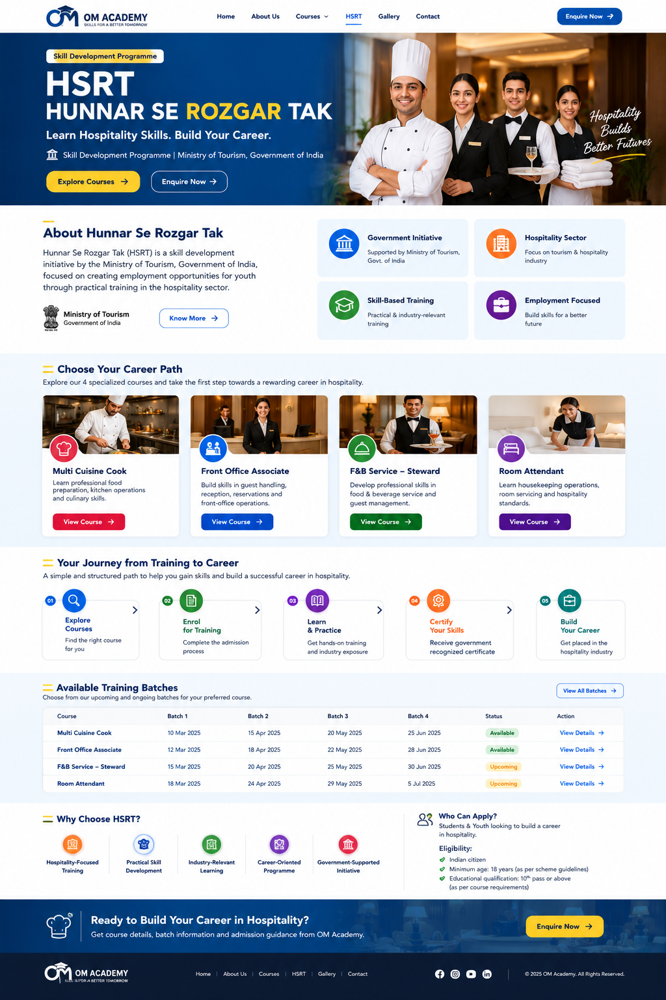 OM ACADEMY
SKILLS FOR A BETTER TOMORROW
Home
About Us
Courses
HSRT
Gallery
Contact
Enquire Now →
Skill Development Programme
HSRT
HUNNAR SE ROZGAR TAK
Learn Hospitality Skills. Build Your Career.
Skill Development Programme | Ministry of Tourism, Government of India
Explore Courses →
Enquire Now →
Hospitality
Builds
Better Futures
About Hunnar Se Rozgar Tak
Hunnar Se Rozgar Tak (HSRT) is a skill development
initiative by the Ministry of Tourism, Government of India,
focused on creating employment opportunities for youth
through practical training in the hospitality sector.
Ministry of Tourism
Government of India
Know More →
Government Initiative
Supported by Ministry of Tourism,
Govt. of India
Hospitality Sector
Focus on tourism & hospitality
industry
Skill-Based Training
Practical & industry-relevant
training
Employment Focused
Build skills for a better
future
Choose Your Career Path
Explore our 4 specialized courses and take the first step towards a rewarding career in hospitality.
Multi Cuisine Cook
Learn professional food
preparation, kitchen operations
and culinary skills.
View Course →
Front Office Associate
Build skills in guest handling,
reception, reservations and
front-office operations.
View Course →
F&B Service – Steward
Develop professional skills in
food & beverage service and
guest management.
View Course →
Room Attendant
Learn housekeeping operations,
room servicing and hospitality
standards.
View Course →
Your Journey from Training to Career
A simple and structured path to help you gain skills and build a successful career in hospitality.
01
Explore
Courses
Find the right course
for you
02
Enrol
for Training
Complete the admission
process
03
Learn
& Practice
Get hands-on training
and industry exposure
04
Certify
Your Skills
Receive government
recognized certificate
05
Build
Your Career
Get placed in the
hospitality industry
Available Training Batches
Choose from our upcoming and ongoing batches for your preferred course.
View All Batches →
Course Batch 1 Batch 2 Batch 3 Batch 4 Status Action
Multi Cuisine Cook 10 Mar 2025 15 Apr 2025 20 May 2025 25 Jun 2025 Available View Details →
Front Office Associate 12 Mar 2025 18 Apr 2025 22 May 2025 28 Jun 2025 Available View Details →
F&B Service – Steward 15 Mar 2025 20 Apr 2025 25 May 2025 30 Jun 2025 Upcoming View Details →
Room Attendant 18 Mar 2025 24 Apr 2025 29 May 2025 5 Jul 2025 Upcoming View Details →
Why Choose HSRT?
Hospitality-Focused
Training
Practical Skill
Development
Industry-Relevant
Learning
Career-Oriented
Programme
Government-Supported
Initiative
Who Can Apply?
Students & Youth looking to build a career
in hospitality.
Eligibility:
Indian citizen
Minimum age: 18 years (as per scheme guidelines)
Educational qualification: 10th pass or above
(as per course requirements)
Ready to Build Your Career in Hospitality?
Get course details, batch information and admission guidance from OM Academy.
Enquire Now →
OM ACADEMY
FOR A BETTER TOMORROW
Home | About Us | Courses | HSRT | Gallery | Contact
© 2025 OM Academy. All Rights Reserved.